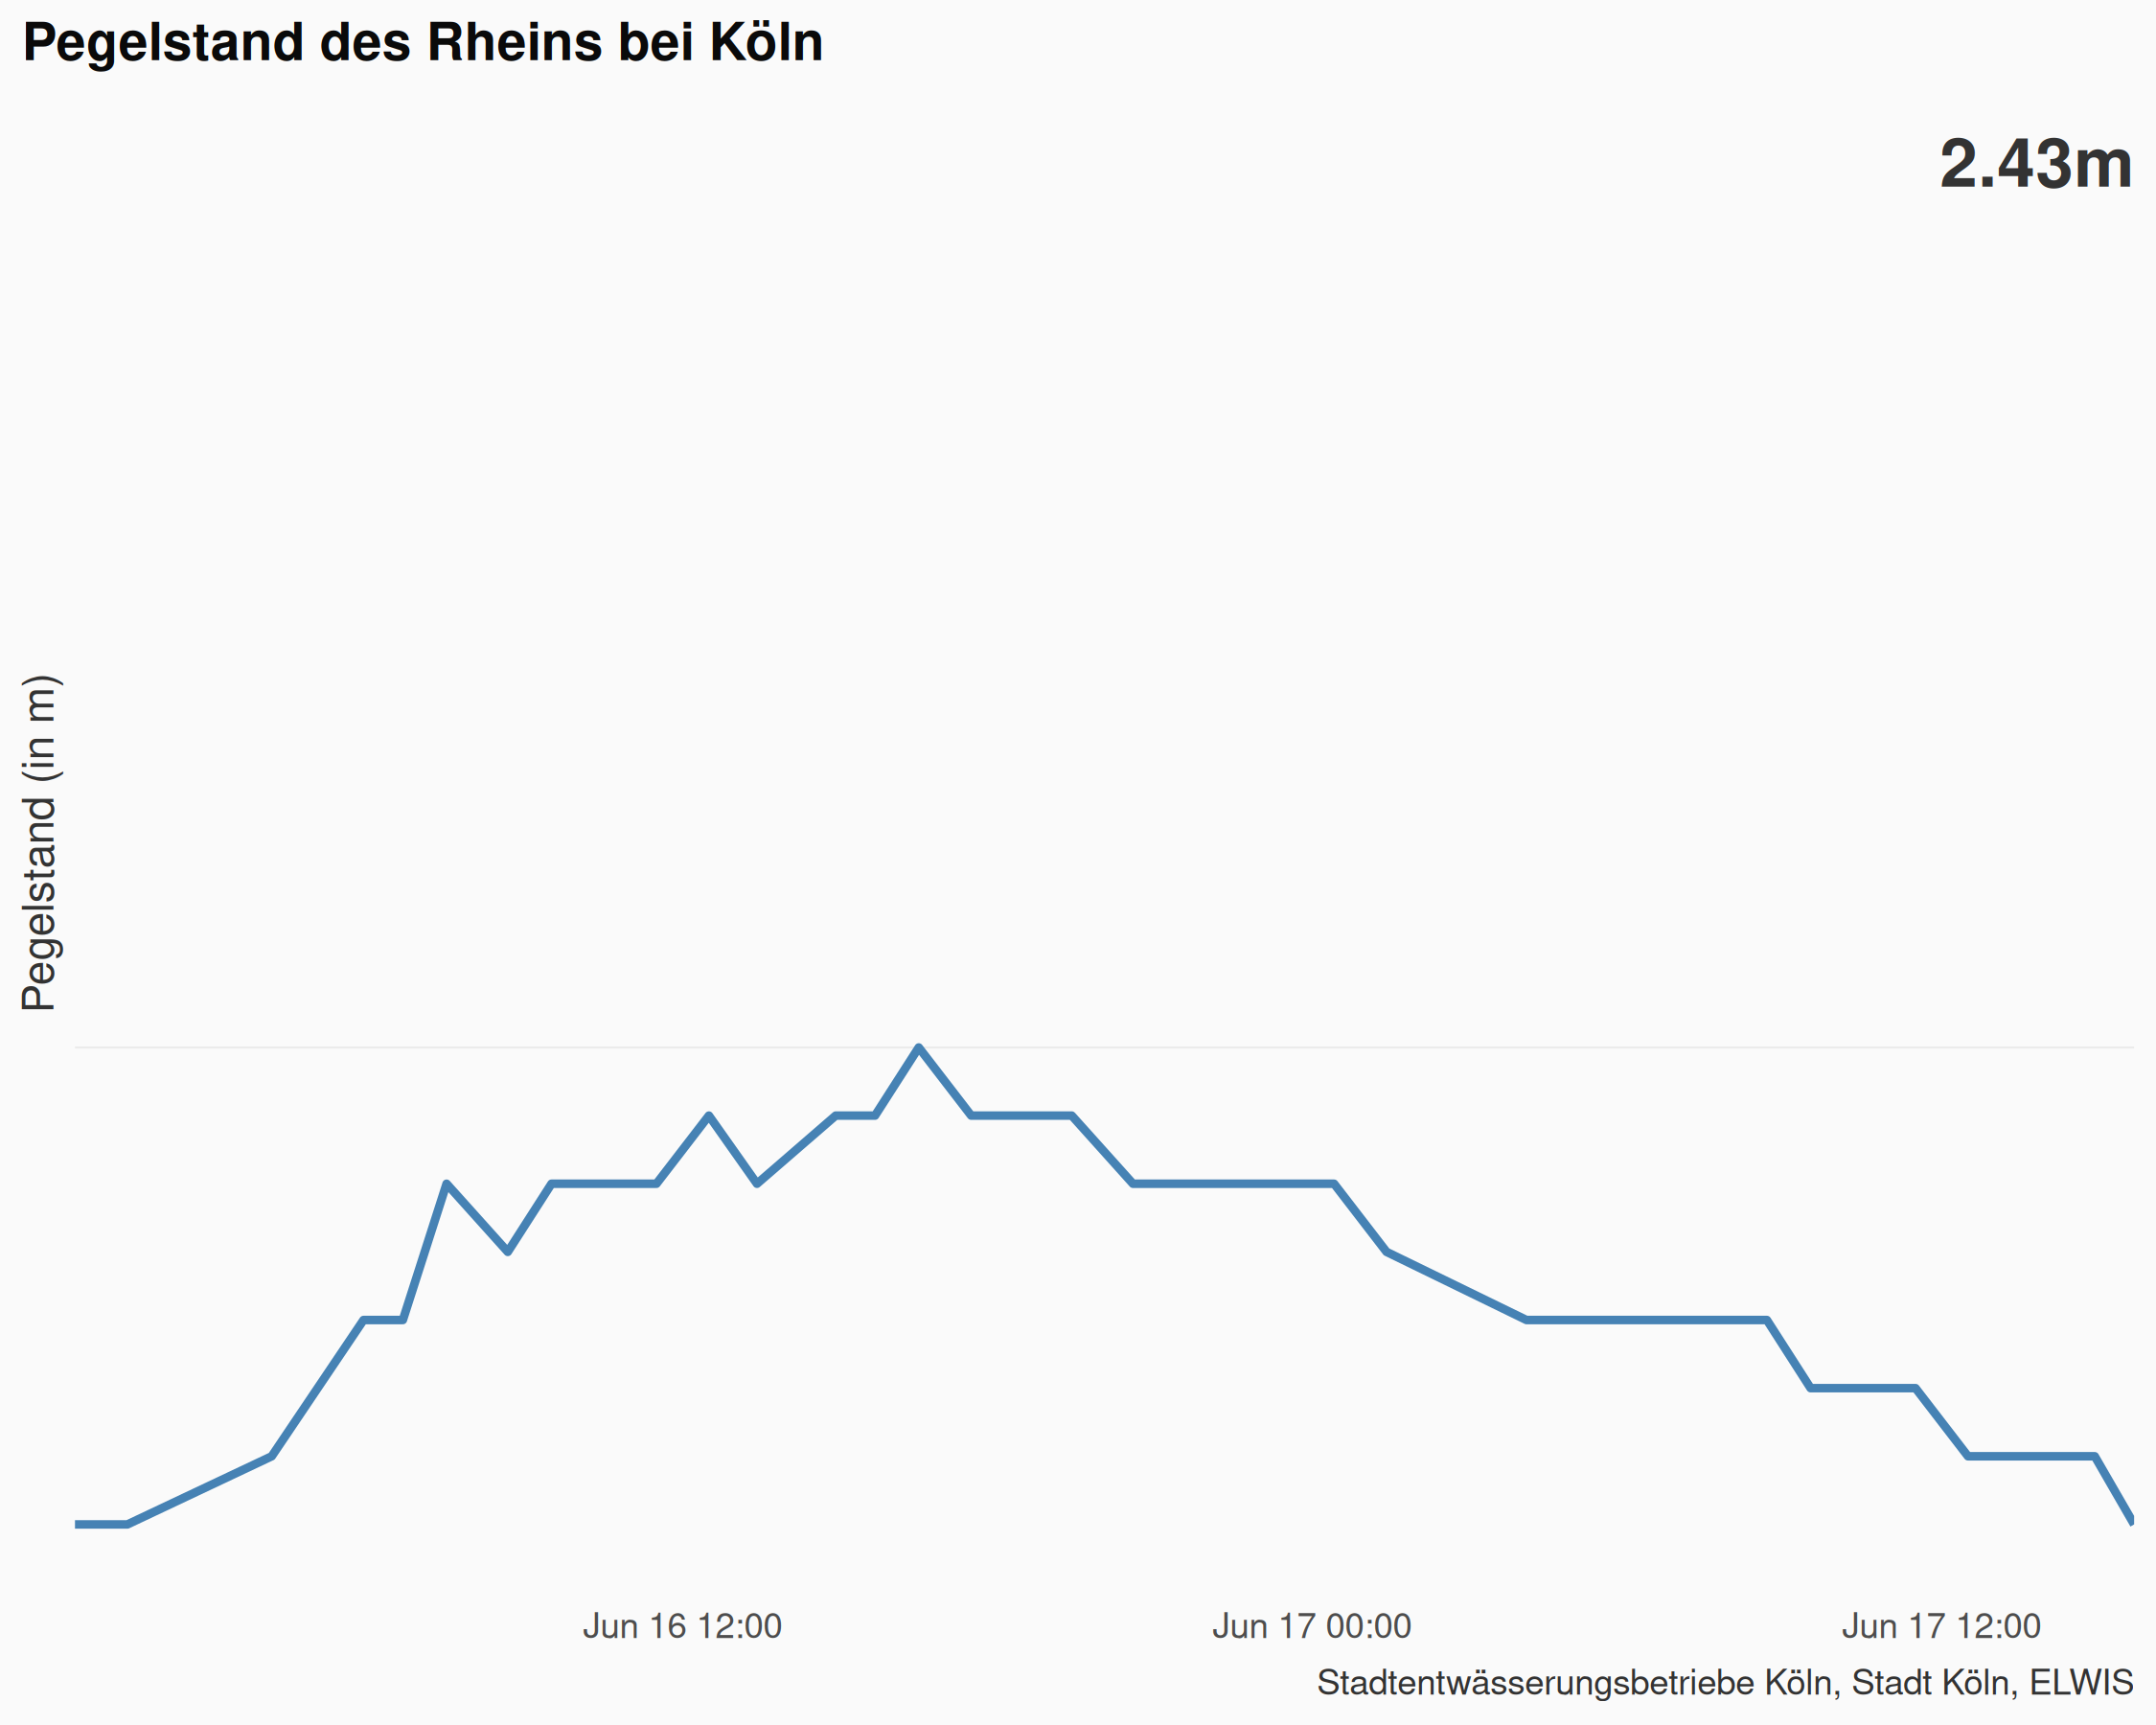 Pegelstand des Rheins bei Köln
2.43m
Pegelstand (in m)
Jun 16 12:00
Jun 17 00:00
Jun 17 12:00
Stadtentwässerungsbetriebe Köln, Stadt Köln, ELWIS